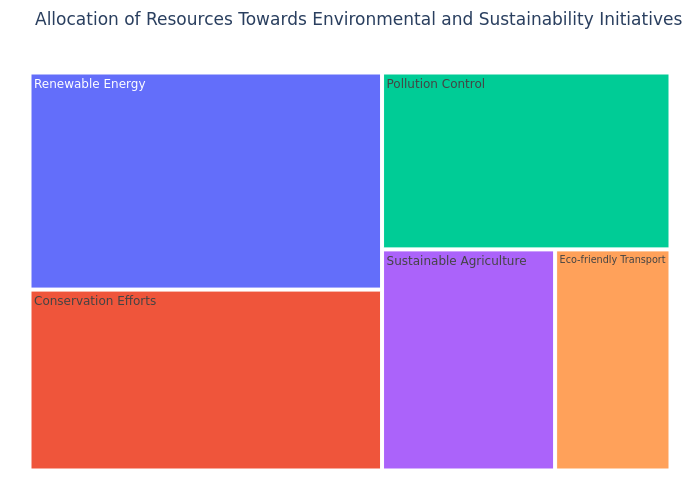 Allocation of Resources Towards Environmental and Sustainability Initiatives
Renewable Energy
Pollution Control
Sustainable Agriculture
Eco-friendly Transport
Conservation Efforts